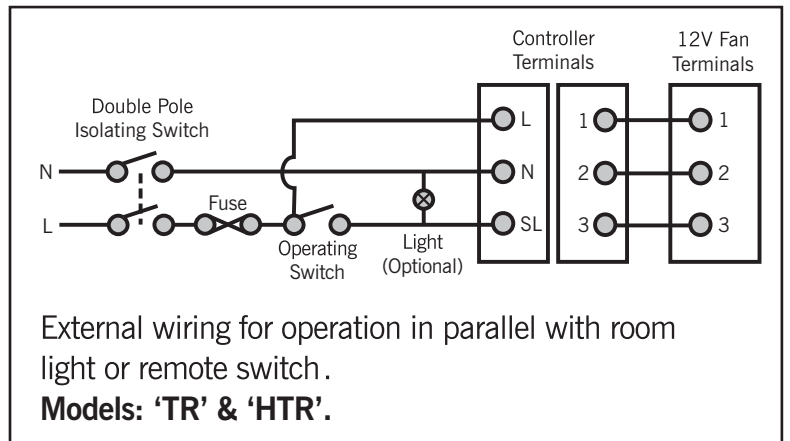 Controller
Terminals
12V Fan
Terminals
Double Pole
Isolating Switch
L
1
1
N
N
2
2
Fuse
L
SL
3
3
Operating
Switch
Light
(Optional)
External wiring for operation in parallel with room
light or remote switch.
Models: ‘TR’ & ‘HTR’.